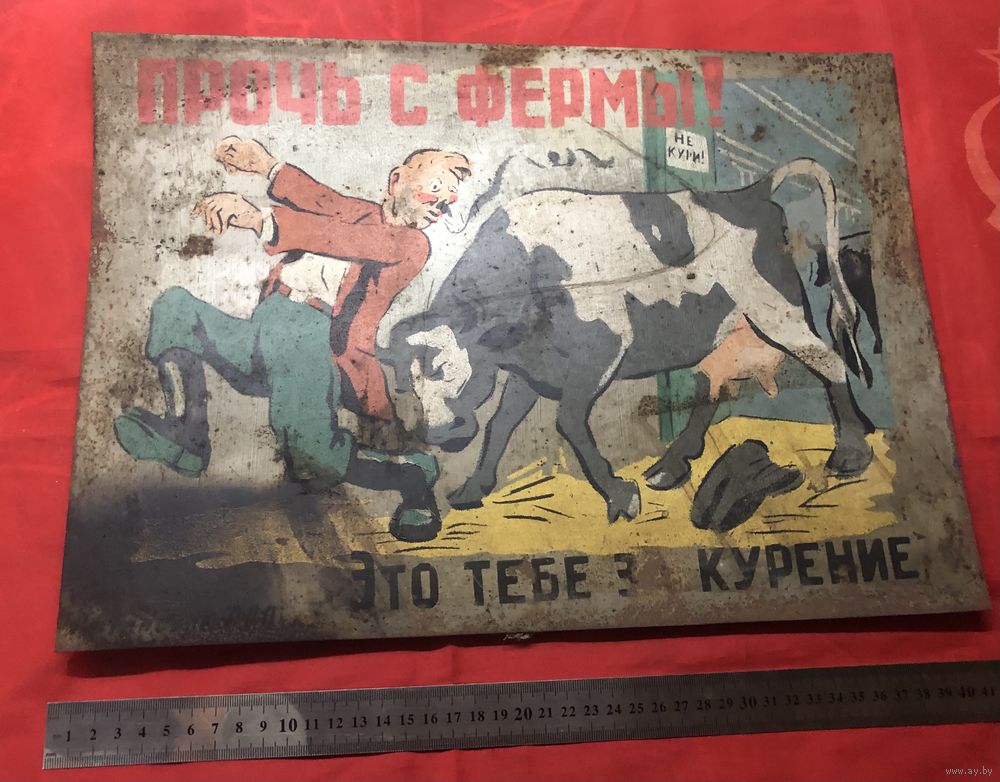 ПРОЧЬ С ФЕРМЫ!
НЕ
КУРИ!
ЭТО ТЕБЕ З КУРЕНИЕ
1 2 3 4 5 6 7 8 9 10 11 12 13 14 15 16 17 18 19 20 21 22 23 24 25 26 27 28 29 30 31 32 33 34 35 36 37 38 39 40 41
www.ay.by